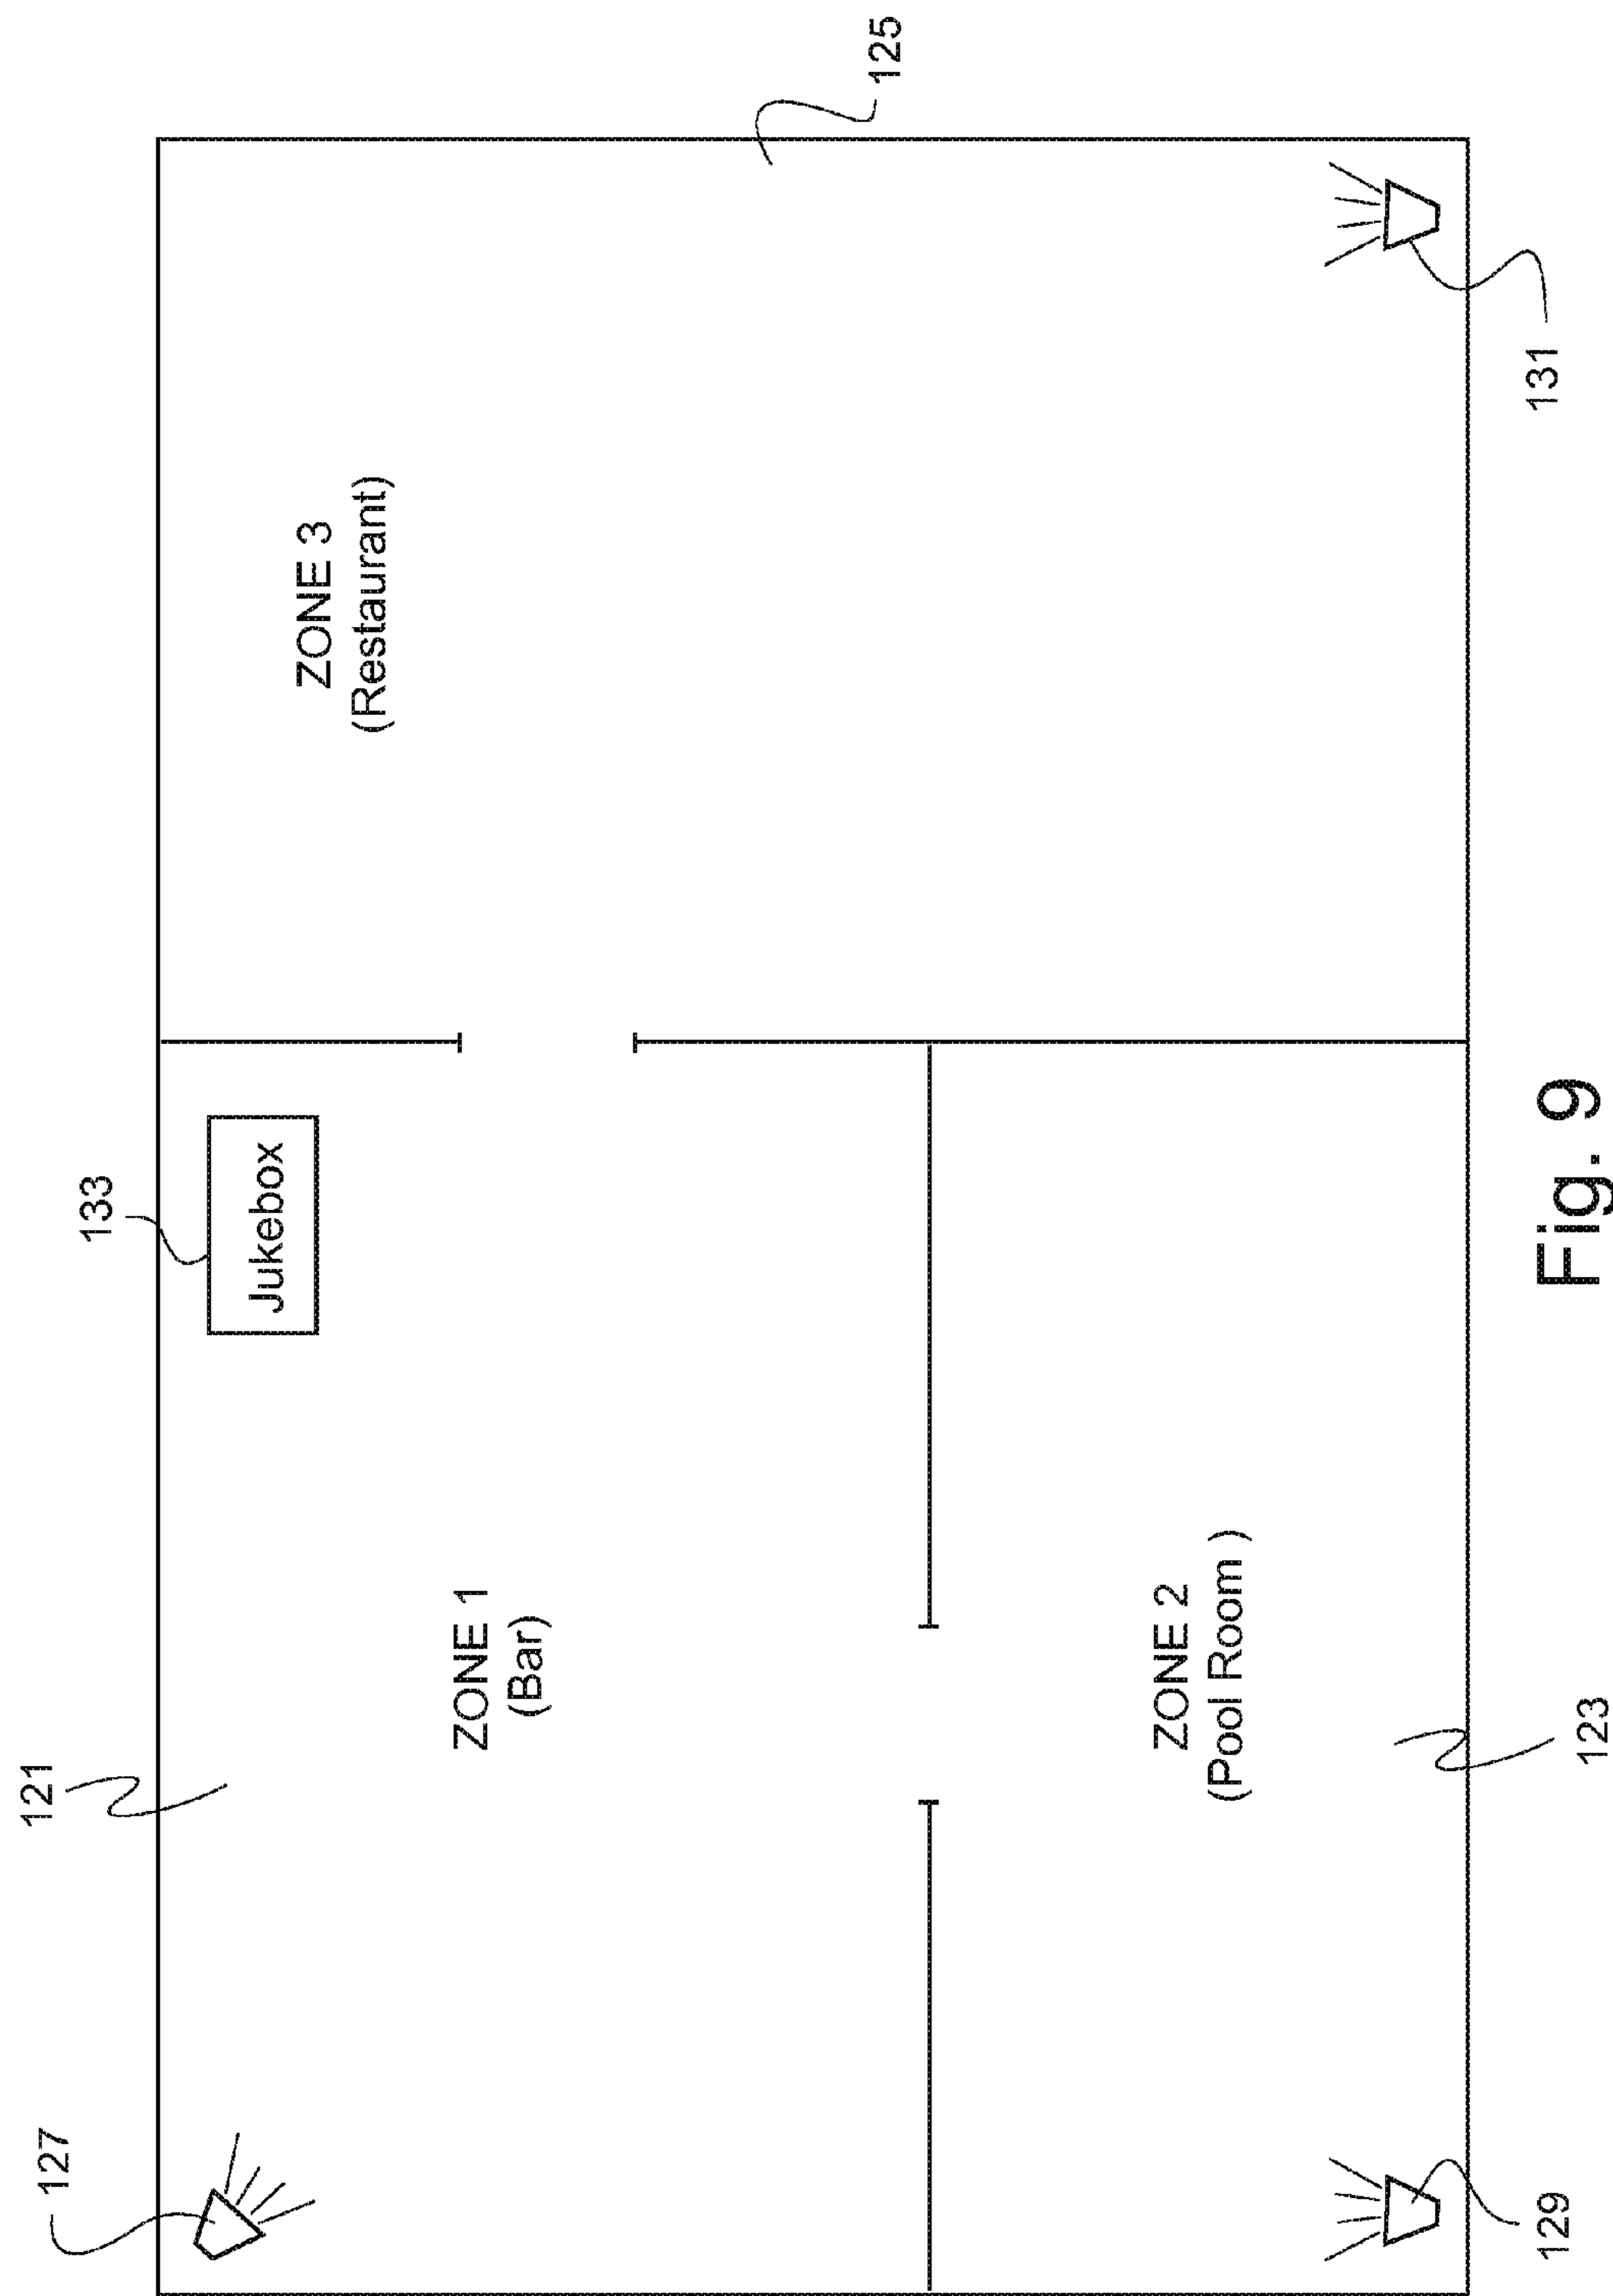 127
121
133
Jukebox
ZONE 3
(Restaurant)
ZONE 1
(Bar)
125
ZONE 2
(Pool Room )
129
123
131
Fig. 9